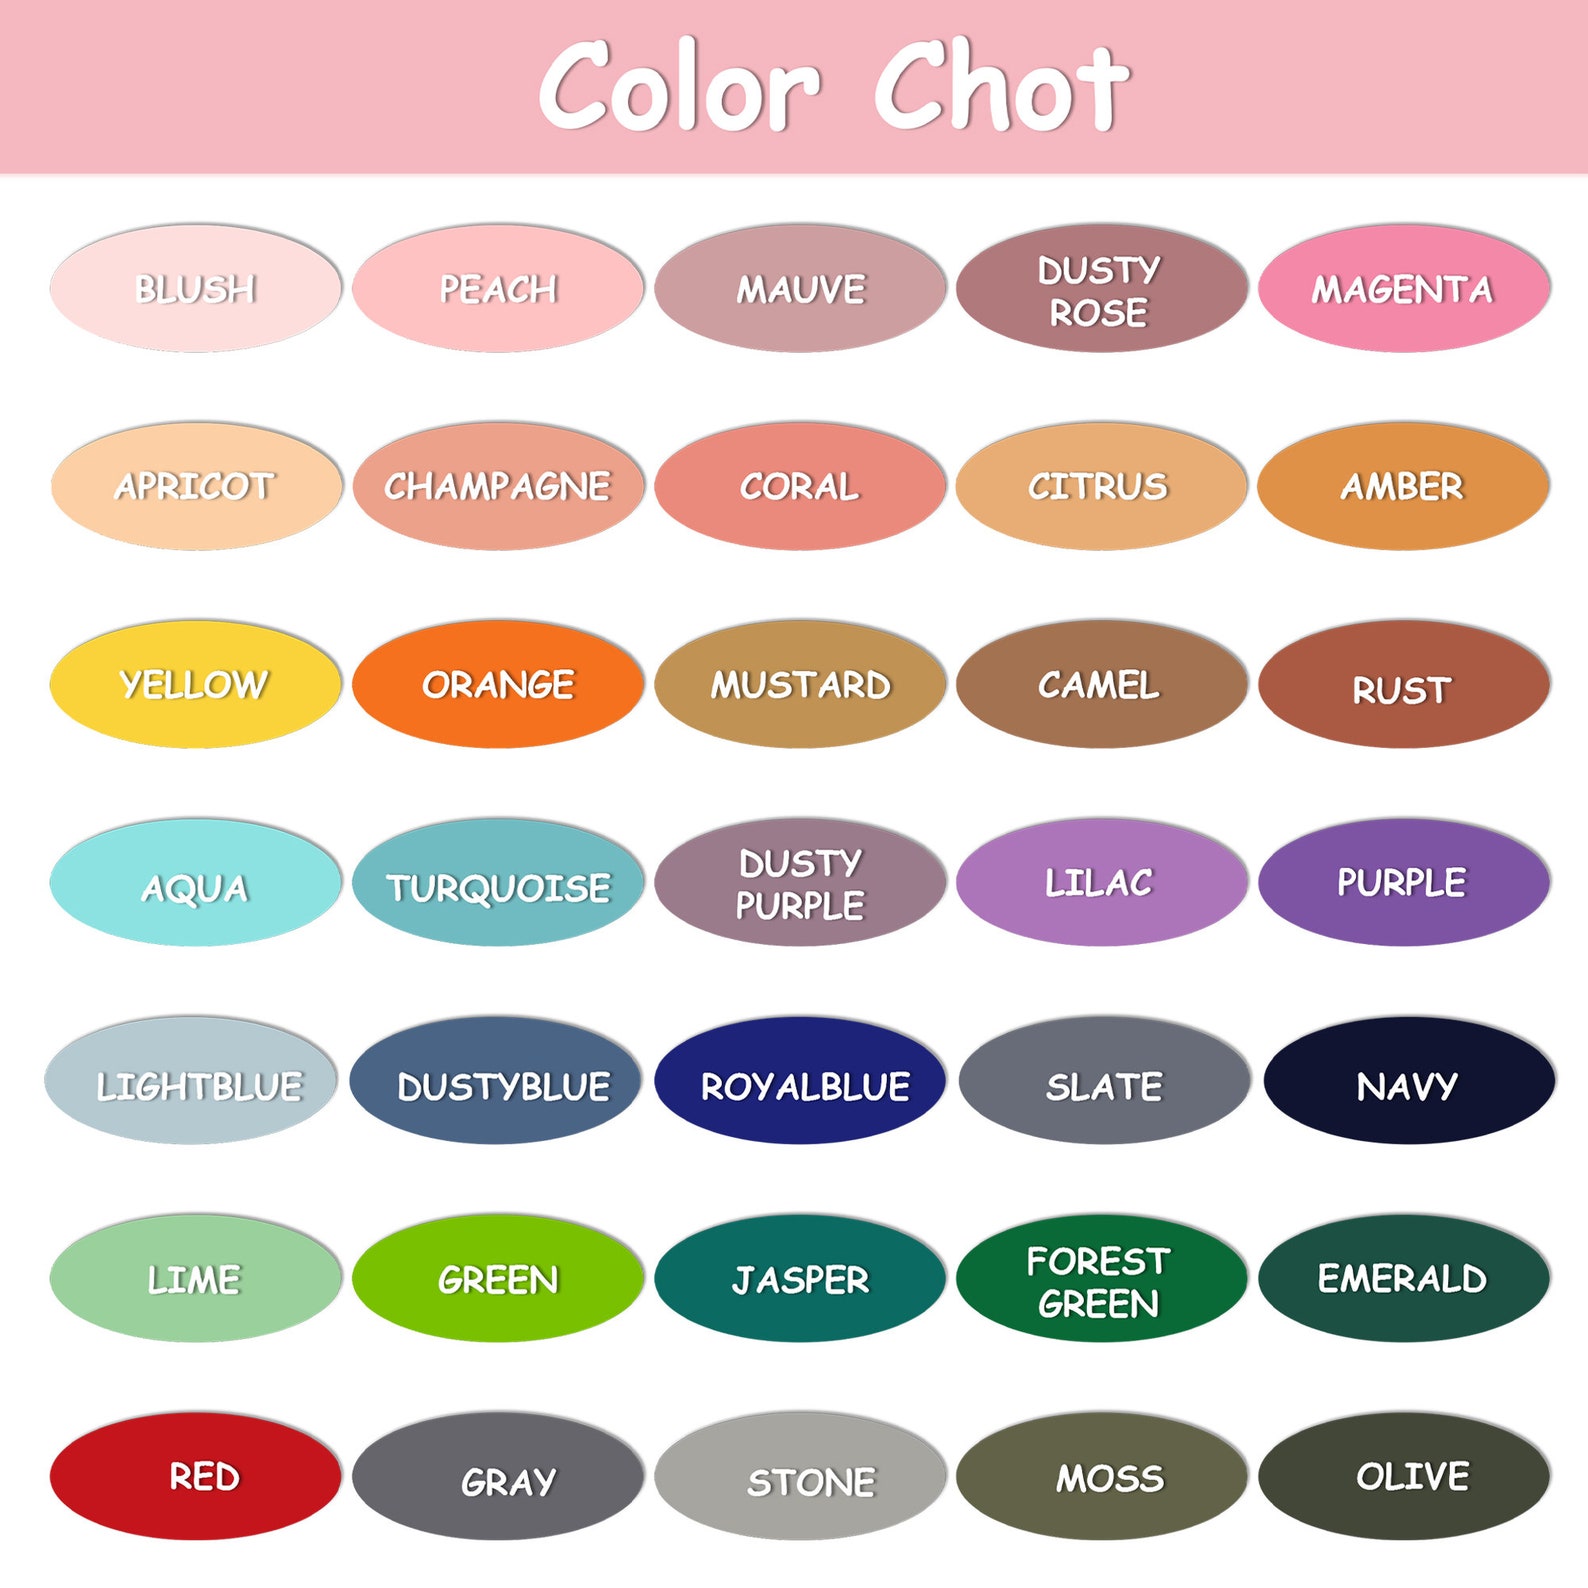 Color Chot
BLUSH
PEACH
MAUVE
DUSTY
ROSE
MAGENTA
APRICOT
CHAMPAGNE
CORAL
CITRUS
AMBER
YELLOW
ORANGE
MUSTARD
CAMEL
RUST
AQUA
TURQUOISE
DUSTY
PURPLE
LILAC
PURPLE
LIGHTBLUE
DUSTYBLUE
ROYALBLUE
SLATE
NAVY
LIME
GREEN
JASPER
FOREST
GREEN
EMERALD
RED
GRAY
STONE
MOSS
OLIVE